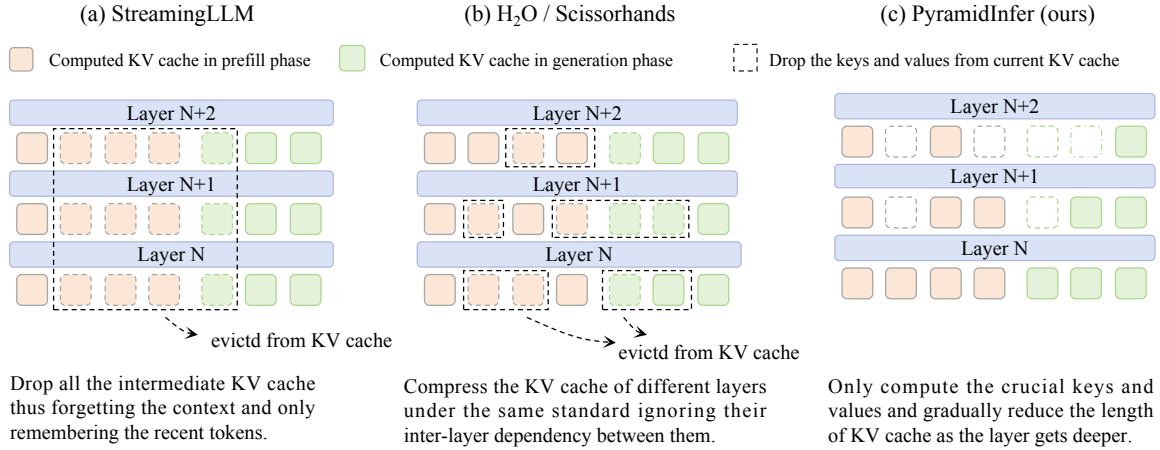 (a) StreamingLLM
(b) H₂O / Scissorhands
(c) PyramidInfer (ours)
Computed KV cache in prefill phase
Computed KV cache in generation phase
Drop the keys and values from current KV cache
Layer N+2
Layer N+1
Layer N
evictd from KV cache
Drop all the intermediate KV cache
thus forgetting the context and only
remembering the recent tokens.
Layer N+2
Layer N+1
Layer N
evictd from KV cache
Compress the KV cache of different layers
under the same standard ignoring their
inter-layer dependency between them.
Layer N+2
Layer N+1
Layer N
Only compute the crucial keys and
values and gradually reduce the length
of KV cache as the layer gets deeper.